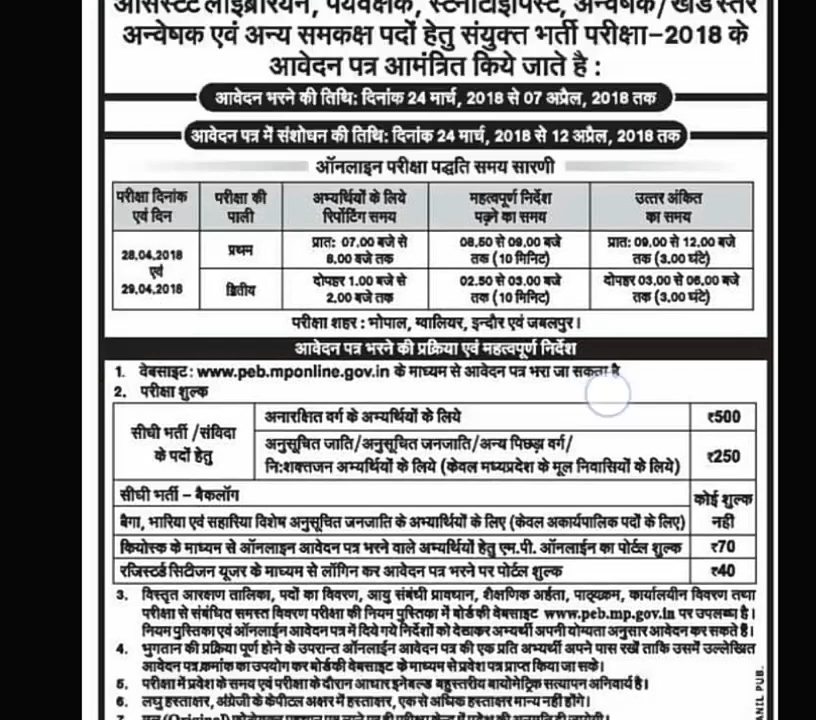 असिस्टेंट लाइब्रेरियन, पर्यवेक्षक, स्टेनोटाइपिस्ट, अन्वेषक/खंड स्तर
अन्वेषक एवं अन्य समकक्ष पदों हेतु संयुक्त भर्ती परीक्षा-2018 के
आवेदन पत्र आमंत्रित किये जाते है :
आवेदन भरने की तिथि: दिनांक 24 मार्च, 2018 से 07 अप्रैल, 2018 तक
आवेदन पत्र में संशोधन की तिथि: दिनांक 24 मार्च, 2018 से 12 अप्रैल, 2018 तक
ऑनलाइन परीक्षा पद्धति समय सारणी
परीक्षा दिनांक एवं दिन परीक्षा की पाली अभ्यर्थियों के लिये रिपोर्टिंग समय महत्वपूर्ण निर्देश पढ़ने का समय उत्तर अंकित का समय
28.04.2018 एवं 29.04.2018
प्रथम प्रात: 07.00 बजे से 8.00 बजे तक 08.50 से 09.00 बजे तक (10 मिनिट) प्रात: 09.00 से 12.00 बजे तक (3.00 घंटे)
द्वितीय दोपहर 1.00 बजे से 2.00 बजे तक 02.50 से 03.00 बजे तक (10 मिनिट) दोपहर 03.00 से 06.00 बजे तक (3.00 घंटे)
परीक्षा शहर : भोपाल, ग्वालियर, इन्दौर एवं जबलपुर।
आवेदन पत्र भरने की प्रक्रिया एवं महत्वपूर्ण निर्देश
1. वेबसाइट: www.peb.mponline.gov.in के माध्यम से आवेदन पत्र भरा जा सकता है
2. परीक्षा शुल्क
सीधी भर्ती /संविदा के पदों हेतु
अनारक्षित वर्ग के अभ्यर्थियों के लिये ₹500
अनुसूचित जाति/अनुसूचित जनजाति/अन्य पिछड़ा वर्ग/
नि:शक्तजन अभ्यर्थियों के लिये (केवल मध्यप्रदेश के मूल निवासियों के लिये) ₹250
सीधी भर्ती - बैकलॉग कोई शुल्क नही
बैगा, भारिया एवं सहारिया विशेष अनुसूचित जनजाति के अभ्यार्थियों के लिए (केवल अकार्यपालिक पदों के लिए)
कियोस्क के माध्यम से ऑनलाइन आवेदन पत्र भरने वाले अभ्यर्थियों हेतु एम.पी. ऑनलाईन का पोर्टल शुल्क ₹70
रजिस्टर्ड सिटीजन यूजर के माध्यम से लॉगिन कर आवेदन पत्र भरने पर पोर्टल शुल्क ₹40
3. विस्तृत आरक्षण तालिका, पदों का विवरण, आयु संबंधी प्रावधान, शैक्षणिक अर्हता, पाठ्यक्रम, कार्यालयीन विवरण तथा
परीक्षा से संबंधित समस्त विवरण परीक्षा की नियम पुस्तिका में बोर्ड की वेबसाइट www.peb.mp.gov.in पर उपलब्ध है।
नियम पुस्तिका एवं ऑनलाईन आवेदन पत्र में दिये गये निर्देशों को देखकर अभ्यर्थी अपनी योग्यता अनुसार आवेदन कर सकते हैं।
4. भुगतान की प्रक्रिया पूर्ण होने के उपरान्त ऑनलाईन आवेदन पत्र की एक प्रति अभ्यर्थी अपने पास रखें ताकि उसमें उल्लेखित
आवेदन पत्र क्रमांक का उपयोग कर बोर्ड की वेबसाइट के माध्यम से प्रवेश पत्र प्राप्त किया जा सके।
5. परीक्षा में प्रवेश के समय एवं परीक्षा के दौरान आधार इनेबल्ड बहुस्तरीय बायोमेट्रिक सत्यापन अनिवार्य है।
6. लघु हस्ताक्षर, अंग्रेजी के केपीटल अक्षर में हस्ताक्षर, एक से अधिक हस्ताक्षर मान्य नहीं होंगे।
7. मूल (Original)
ANIL PUB.